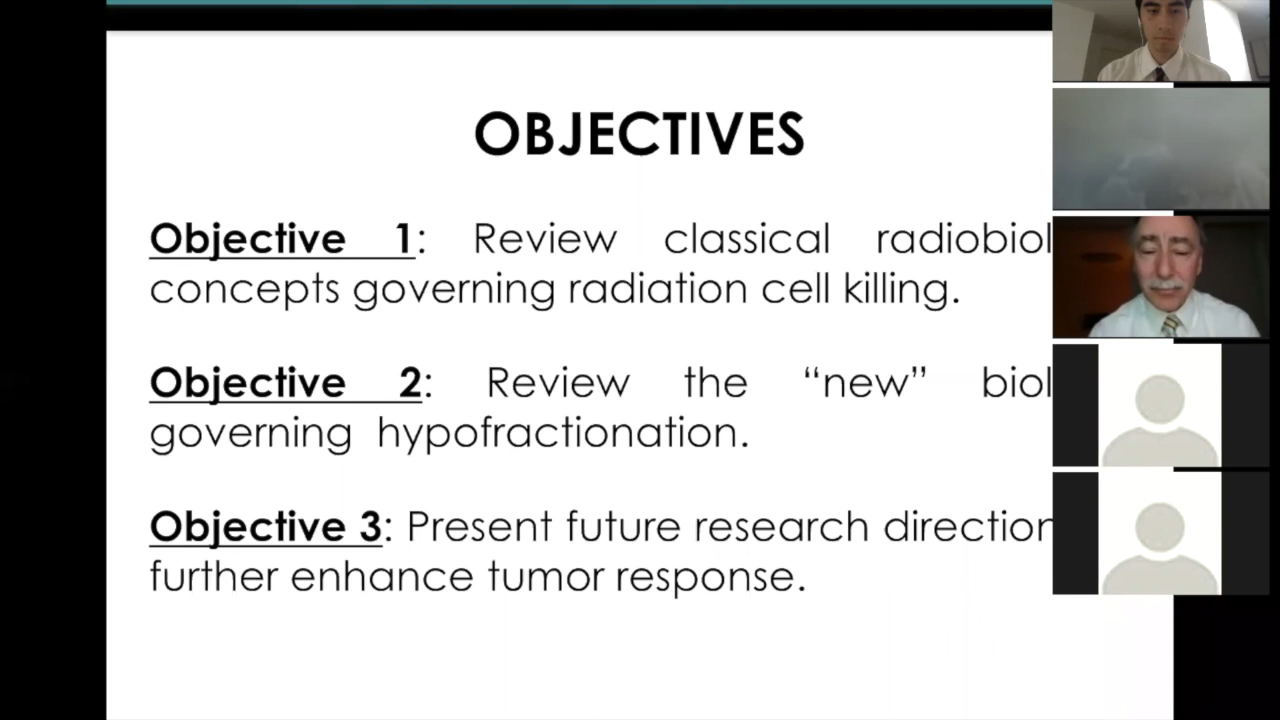 OBJECTIVES
Objective 1: Review classical radiobiol
concepts governing radiation cell killing.
Objective 2: Review the “new” biol
governing hypofractionation.
Objective 3: Present future research direction
further enhance tumor response.